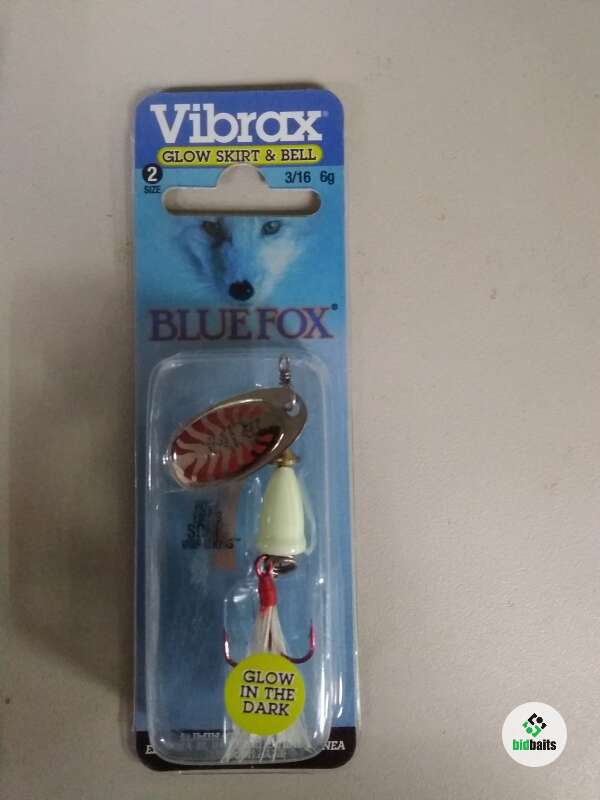 Vibrax®
GLOW SKIRT & BELL
2
SIZE
3/16 6g
BLUE FOX®
GLOW
IN THE
DARK
bidbaits